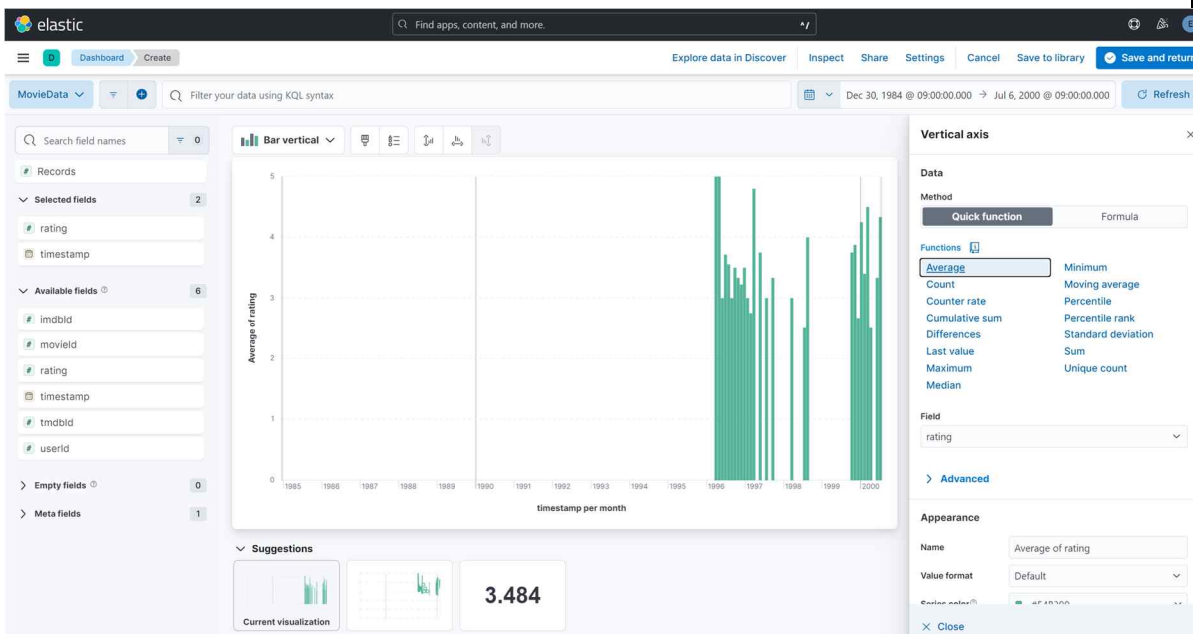 elastic
Find apps, content, and more.
^/
E
D
Dashboard
Create
Explore data in Discover
Inspect
Share
Settings
Cancel
Save to library
Save and return
MovieData
Filter your data using KQL syntax
Dec 30, 1984 @ 09:00:00.000 → Jul 6, 2000 @ 09:00:00.000
Refresh
Search field names
0
Records
Selected fields
2
rating
timestamp
Available fields
6
imdbId
movieId
rating
timestamp
tmdbId
userId
Empty fields
0
Meta fields
1
Bar vertical
5
4
3
2
1
0
Average of rating
1985 1986 1987 1988 1989 1990 1991 1992 1993 1994 1995 1996 1997 1998 1999 2000
timestamp per month
Suggestions
Current visualization
3.484
Vertical axis
Data
Method
Quick function
Formula
Functions
Average
Minimum
Count
Moving average
Counter rate
Percentile
Cumulative sum
Percentile rank
Differences
Standard deviation
Last value
Sum
Maximum
Unique count
Median
Field
rating
Advanced
Appearance
Name
Average of rating
Value format
Default
Series color
Close